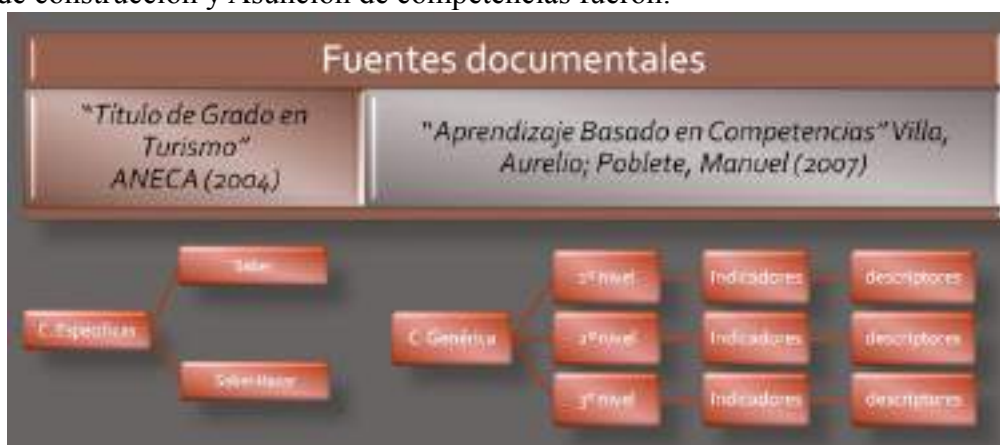 de construcción y Asunción de competencias fueron:
Fuentes documentales
"Título de Grado en
Turismo"
ANECA (2004)
"Aprendizaje Basado en Competencias" Villa,
Aurelio; Poblete, Manuel (2007)
C. Específicas
Saber
Saber Hacer
C. Genérica
1º nivel
Indicadores
descriptores
2º nivel
Indicadores
descriptores
3º nivel
Indicadores
descriptores